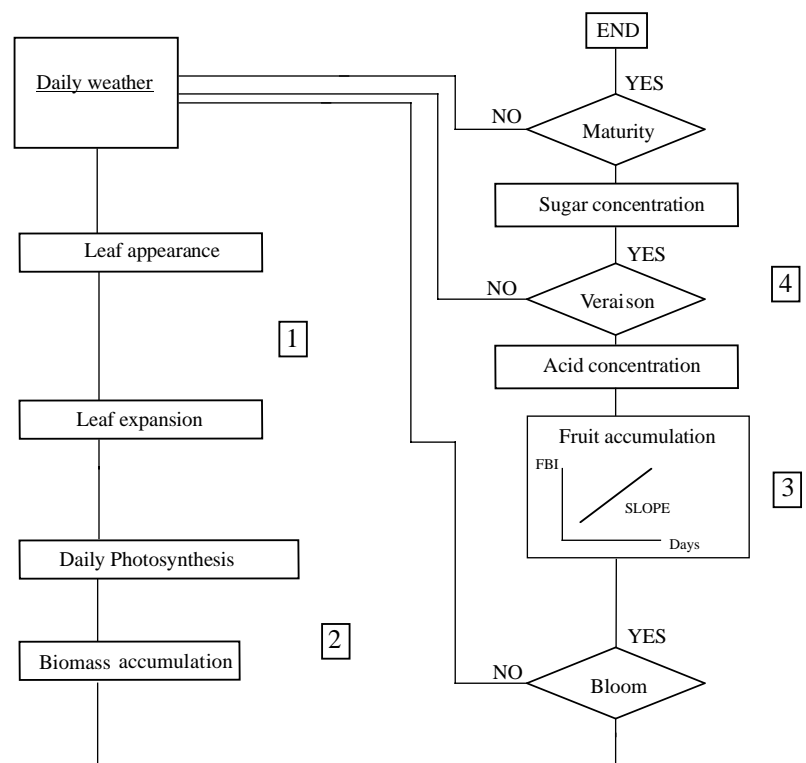 END
Daily weather
YES
NO
Maturity
Sugar concentration
Leaf appearance
YES
4
NO
Veraison
1
Acid concentration
Leaf expansion
Fruit accumulation
FBI
3
SLOPE
Days
Daily Photosynthesis
2
YES
Biomass accumulation
NO
Bloom